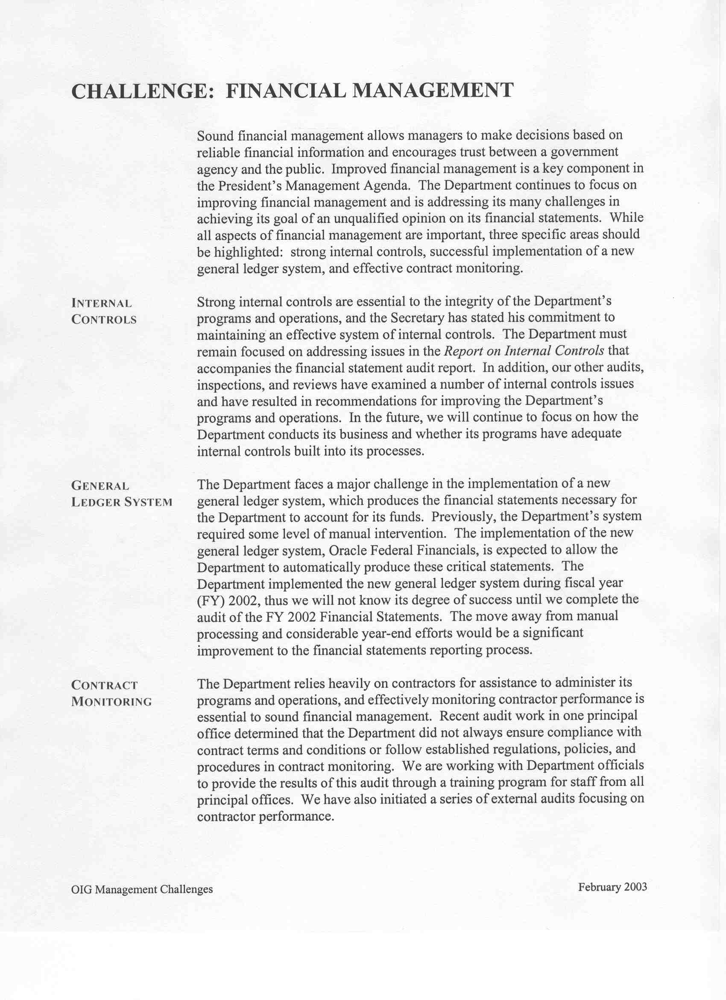 CHALLENGE: FINANCIAL MANAGEMENT
Sound financial management allows managers to make decisions based on
reliable financial information and encourages trust between a government
agency and the public. Improved financial management is a key component in
the President's Management Agenda. The Department continues to focus on
improving financial management and is addressing its many challenges in
achieving its goal of an unqualified opinion on its financial statements. While
all aspects of financial management are important, three specific areas should
be highlighted: strong internal controls, successful implementation of a new
general ledger system, and effective contract monitoring.
INTERNAL
CONTROLS
Strong internal controls are essential to the integrity of the Department's
programs and operations, and the Secretary has stated his commitment to
maintaining an effective system of internal controls. The Department must
remain focused on addressing issues in the Report on Internal Controls that
accompanies the financial statement audit report. In addition, our other audits,
inspections, and reviews have examined a number of internal controls issues
and have resulted in recommendations for improving the Department's
programs and operations. In the future, we will continue to focus on how the
Department conducts its business and whether its programs have adequate
internal controls built into its processes.
GENERAL
LEDGER SYSTEM
The Department faces a major challenge in the implementation of a new
general ledger system, which produces the financial statements necessary for
the Department to account for its funds. Previously, the Department's system
required some level of manual intervention. The implementation of the new
general ledger system, Oracle Federal Financials, is expected to allow the
Department to automatically produce these critical statements. The
Department implemented the new general ledger system during fiscal year
(FY) 2002, thus we will not know its degree of success until we complete the
audit of the FY 2002 Financial Statements. The move away from manual
processing and considerable year-end efforts would be a significant
improvement to the financial statements reporting process.
CONTRACT
MONITORING
The Department relies heavily on contractors for assistance to administer its
programs and operations, and effectively monitoring contractor performance is
essential to sound financial management. Recent audit work in one principal
office determined that the Department did not always ensure compliance with
contract terms and conditions or follow established regulations, policies, and
procedures in contract monitoring. We are working with Department officials
to provide the results of this audit through a training program for staff from all
principal offices. We have also initiated a series of external audits focusing on
contractor performance.
OIG Management Challenges
February 2003